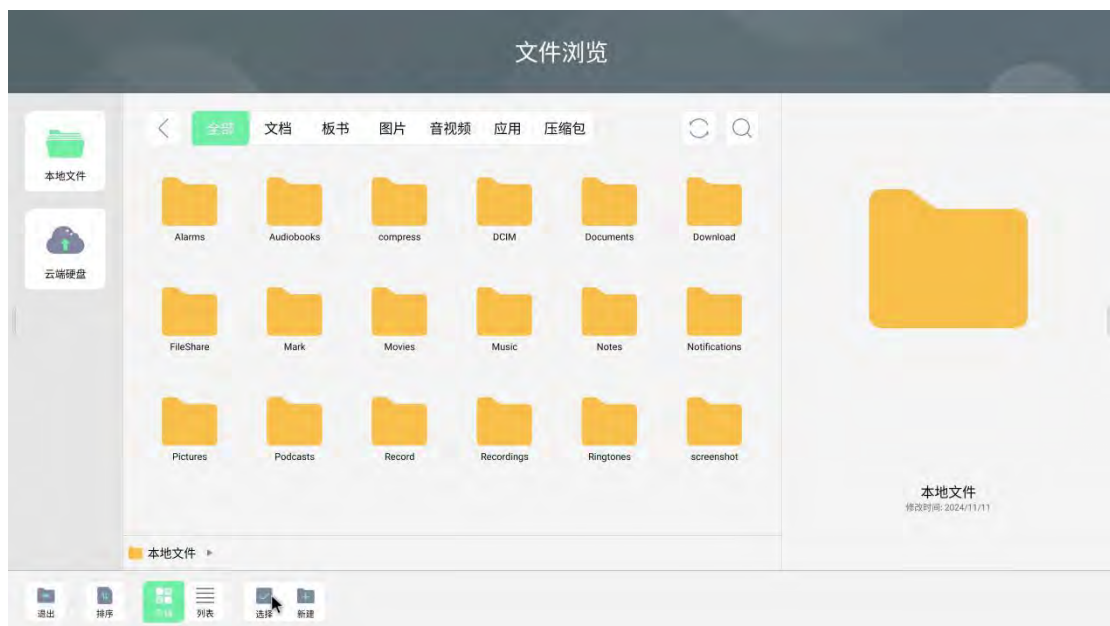 文件浏览
全部 文档 板书 图片 音视频 应用 压缩包
本地文件
云端硬盘
Alarms Audiobooks compress DCIM Documents Download
FileShare Mark Movies Music Notes Notifications
Pictures Podcasts Record Recordings Ringtones screenshot
本地文件
修改时间: 2024/11/11
本地文件
退出 排序 列表 选择 新建